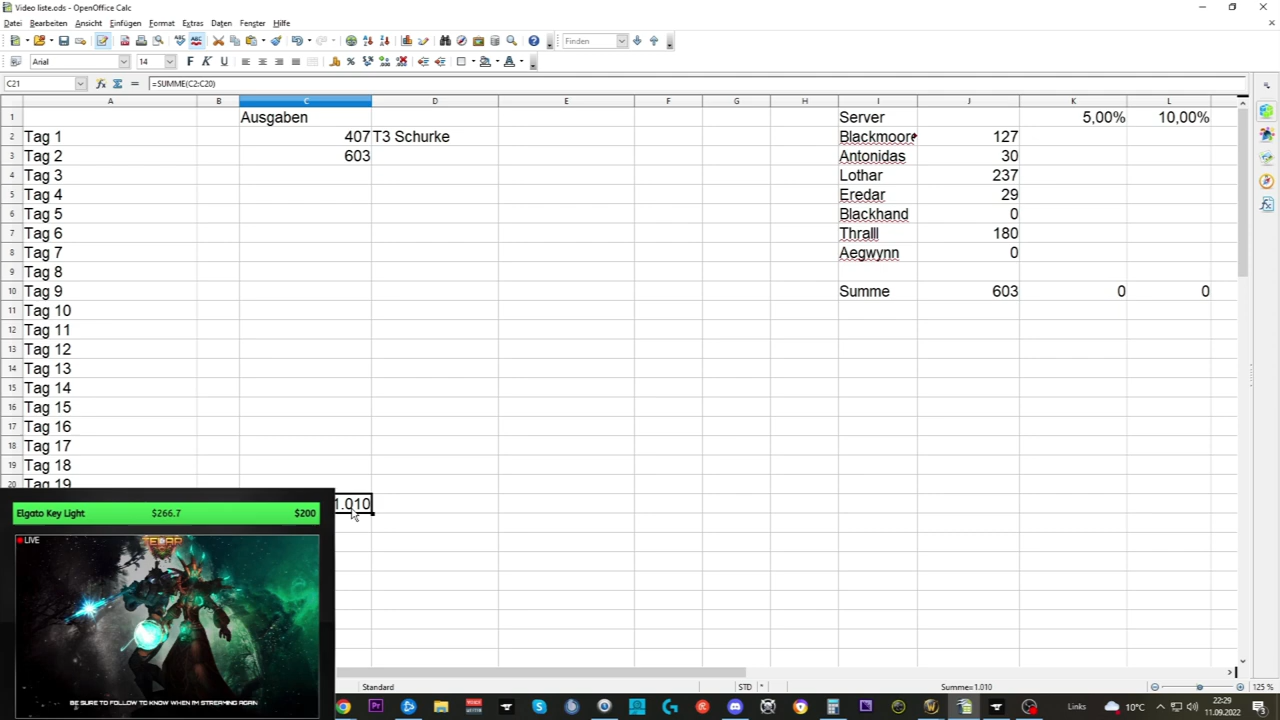 Video liste.ods - OpenOffice Calc
Datei Bearbeiten Ansicht Einfügen Format Extras Daten Fenster Hilfe
Finden
Arial 14
C21 =SUMME(C2:C20)
A B C D E F G H I J K L
1 Ausgaben Server 5,00% 10,00%
2 Tag 1 407 T3 Schurke Blackmoore 127
3 Tag 2 603 Antonidas 30
4 Tag 3 Lothar 237
5 Tag 4 Eredar 29
6 Tag 5 Blackhand 0
7 Tag 6 Thralll 180
8 Tag 7 Aegwynn 0
9 Tag 8
10 Tag 9 Summe 603 0 0
11 Tag 10
12 Tag 11
13 Tag 12
14 Tag 13
15 Tag 14
16 Tag 15
17 Tag 16
18 Tag 17
19 Tag 18
20 Tag 19
1.010
Elgato Key Light $266.7 $200
LIVE
BE SURE TO FOLLOW TO KNOW WHEN I'M STREAMING AGAIN
Standard STD * Summe=1.010 125 %
Links 10°C 22:29
11.09.2022